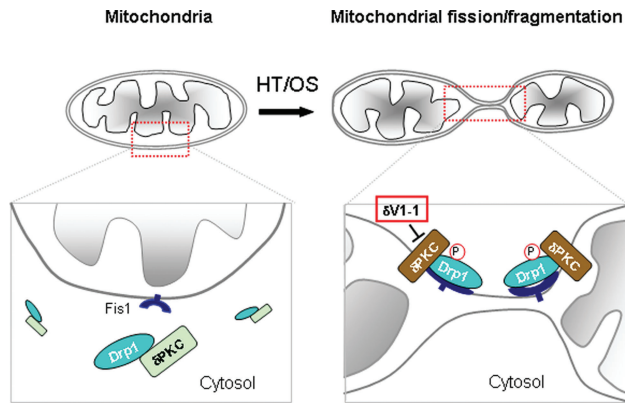 Mitochondria
Mitochondrial fission/fragmentation
HT/OS
δV1-1
Fis1
Drp1
δPKC
Cytosol
δPKC
P
Drp1
P
Drp1
δPKC
Cytosol